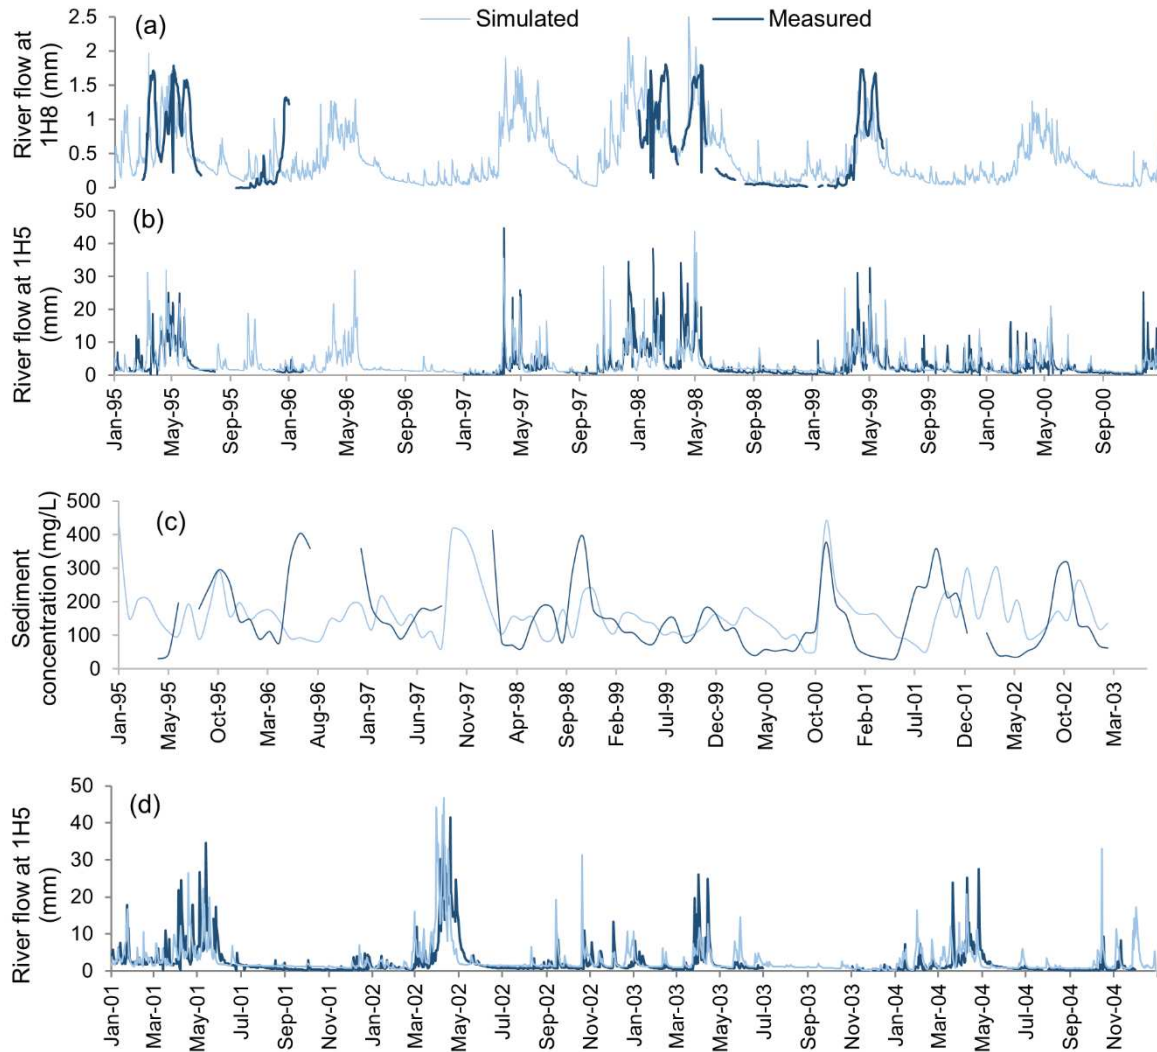 (a)
Simulated
Measured
River flow at
1H8 (mm)
2.5
2
1.5
1
0.5
0
(b)
River flow at 1H5
(mm)
50
40
30
20
10
0
Jan-95
May-95
Sep-95
Jan-96
May-96
Sep-96
Jan-97
May-97
Sep-97
Jan-98
May-98
Sep-98
Jan-99
May-99
Sep-99
Jan-00
May-00
Sep-00
(c)
Sediment
concentration (mg/L)
500
400
300
200
100
0
Jan-95
May-95
Oct-95
Mar-96
Aug-96
Jan-97
Jun-97
Nov-97
Apr-98
Sep-98
Feb-99
Jul-99
Dec-99
May-00
Oct-00
Feb-01
Jul-01
Dec-01
May-02
Oct-02
Mar-03
(d)
River flow at 1H5
(mm)
50
40
30
20
10
0
Jan-01
Mar-01
May-01
Jul-01
Sep-01
Nov-01
Jan-02
Mar-02
May-02
Jul-02
Sep-02
Nov-02
Jan-03
Mar-03
May-03
Jul-03
Sep-03
Nov-03
Jan-04
Mar-04
May-04
Jul-04
Sep-04
Nov-04